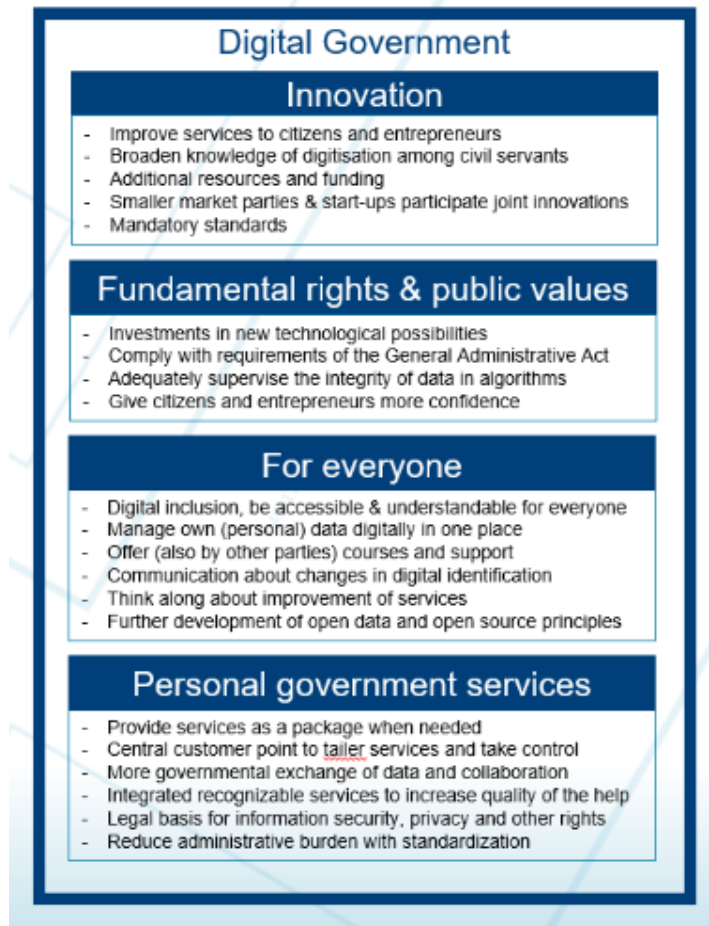 Digital Government
Innovation
- Improve services to citizens and entrepreneurs
- Broaden knowledge of digitisation among civil servants
- Additional resources and funding
- Smaller market parties & start-ups participate joint innovations
- Mandatory standards
Fundamental rights & public values
- Investments in new technological possibilities
- Comply with requirements of the General Administrative Act
- Adequately supervise the integrity of data in algorithms
- Give citizens and entrepreneurs more confidence
For everyone
- Digital inclusion, be accessible & understandable for everyone
- Manage own (personal) data digitally in one place
- Offer (also by other parties) courses and support
- Communication about changes in digital identification
- Think along about improvement of services
- Further development of open data and open source principles
Personal government services
- Provide services as a package when needed
- Central customer point to tailer services and take control
- More governmental exchange of data and collaboration
- Integrated recognizable services to increase quality of the help
- Legal basis for information security, privacy and other rights
- Reduce administrative burden with standardization